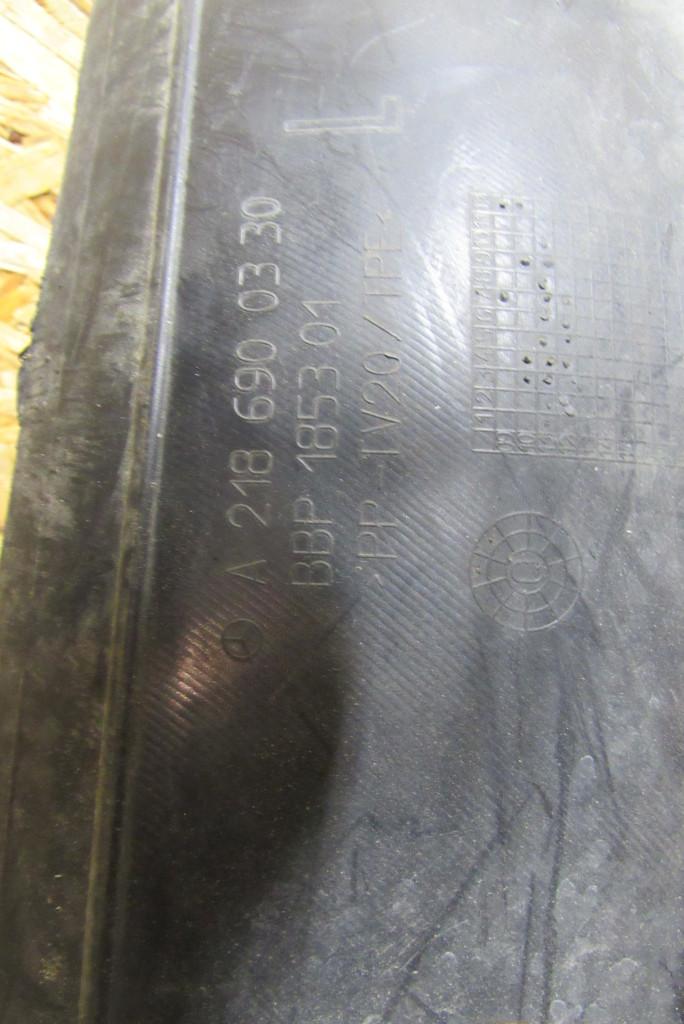 L
A 218 690 03 30
BBP 1853 01
>PP-TV20/TPE<